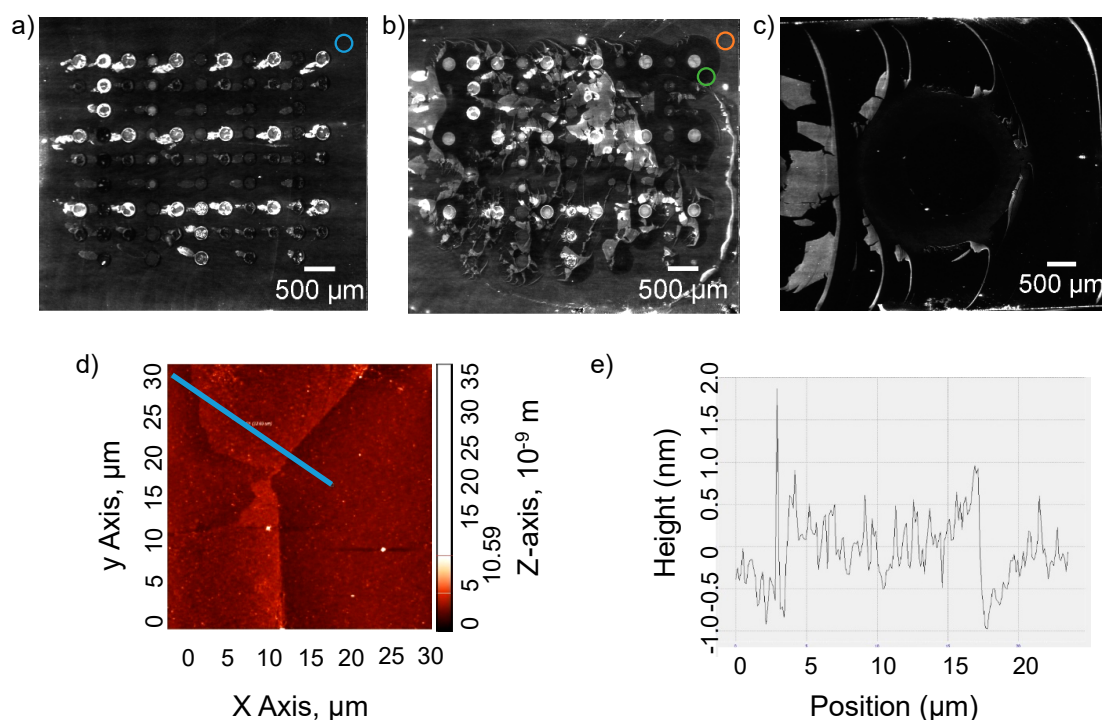 a)
b)
c)
500 µm
500 µm
500 µm
d)
e)
y Axis, µm
30
25
20
15
10
5
0
0 5 10 15 20 25 30
X Axis, µm
35
30
25
20
15
10.59
5
0
Z-axis, 10⁻⁹ m
Height (nm)
2.0
1.5
1.0
0.5
0
-0.5
-1.0
0 5 10 15 20
Position (µm)